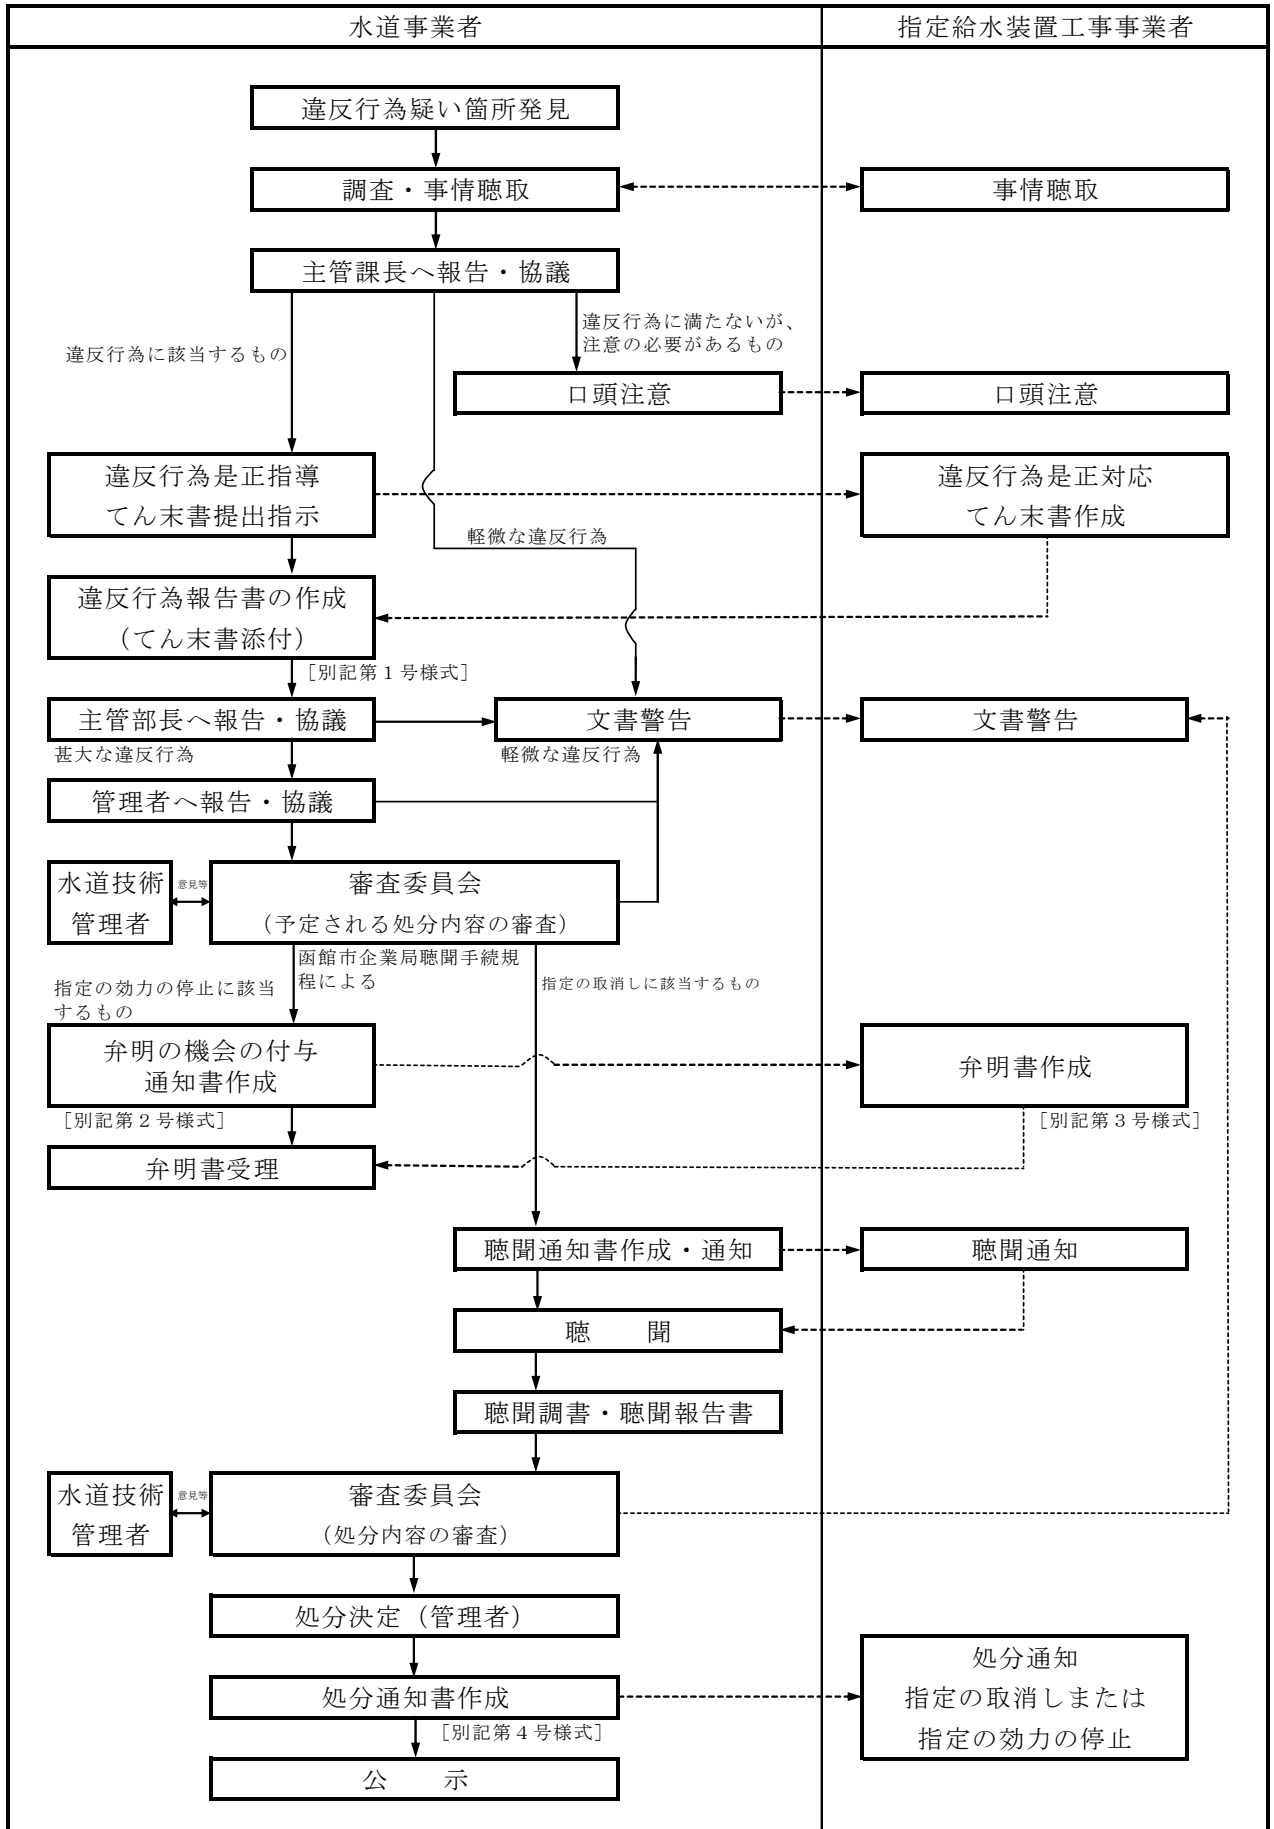 水道事業者
指定給水装置工事事業者
違反行為疑い箇所発見
調査・事情聴取
事情聴取
主管課長へ報告・協議
違反行為に満たないが、
注意の必要があるもの
違反行為に該当するもの
口頭注意
口頭注意
違反行為是正指導
てん末書提出指示
違反行為是正対応
てん末書作成
軽微な違反行為
違反行為報告書の作成
（てん末書添付）
［別記第１号様式］
主管部長へ報告・協議
文書警告
文書警告
甚大な違反行為
軽微な違反行為
管理者へ報告・協議
水道技術
管理者
意見等
審査委員会
（予定される処分内容の審査）
函館市企業局聴聞手続規
程による
指定の取消しに該当するもの
指定の効力の停止に該当
するもの
弁明の機会の付与
通知書作成
弁明書作成
［別記第２号様式］
［別記第３号様式］
弁明書受理
聴聞通知書作成・通知
聴聞通知
聴　　聞
聴聞調書・聴聞報告書
水道技術
管理者
意見等
審査委員会
（処分内容の審査）
処分決定（管理者）
処分通知書作成
処分通知
指定の取消しまたは
指定の効力の停止
［別記第４号様式］
公　　示